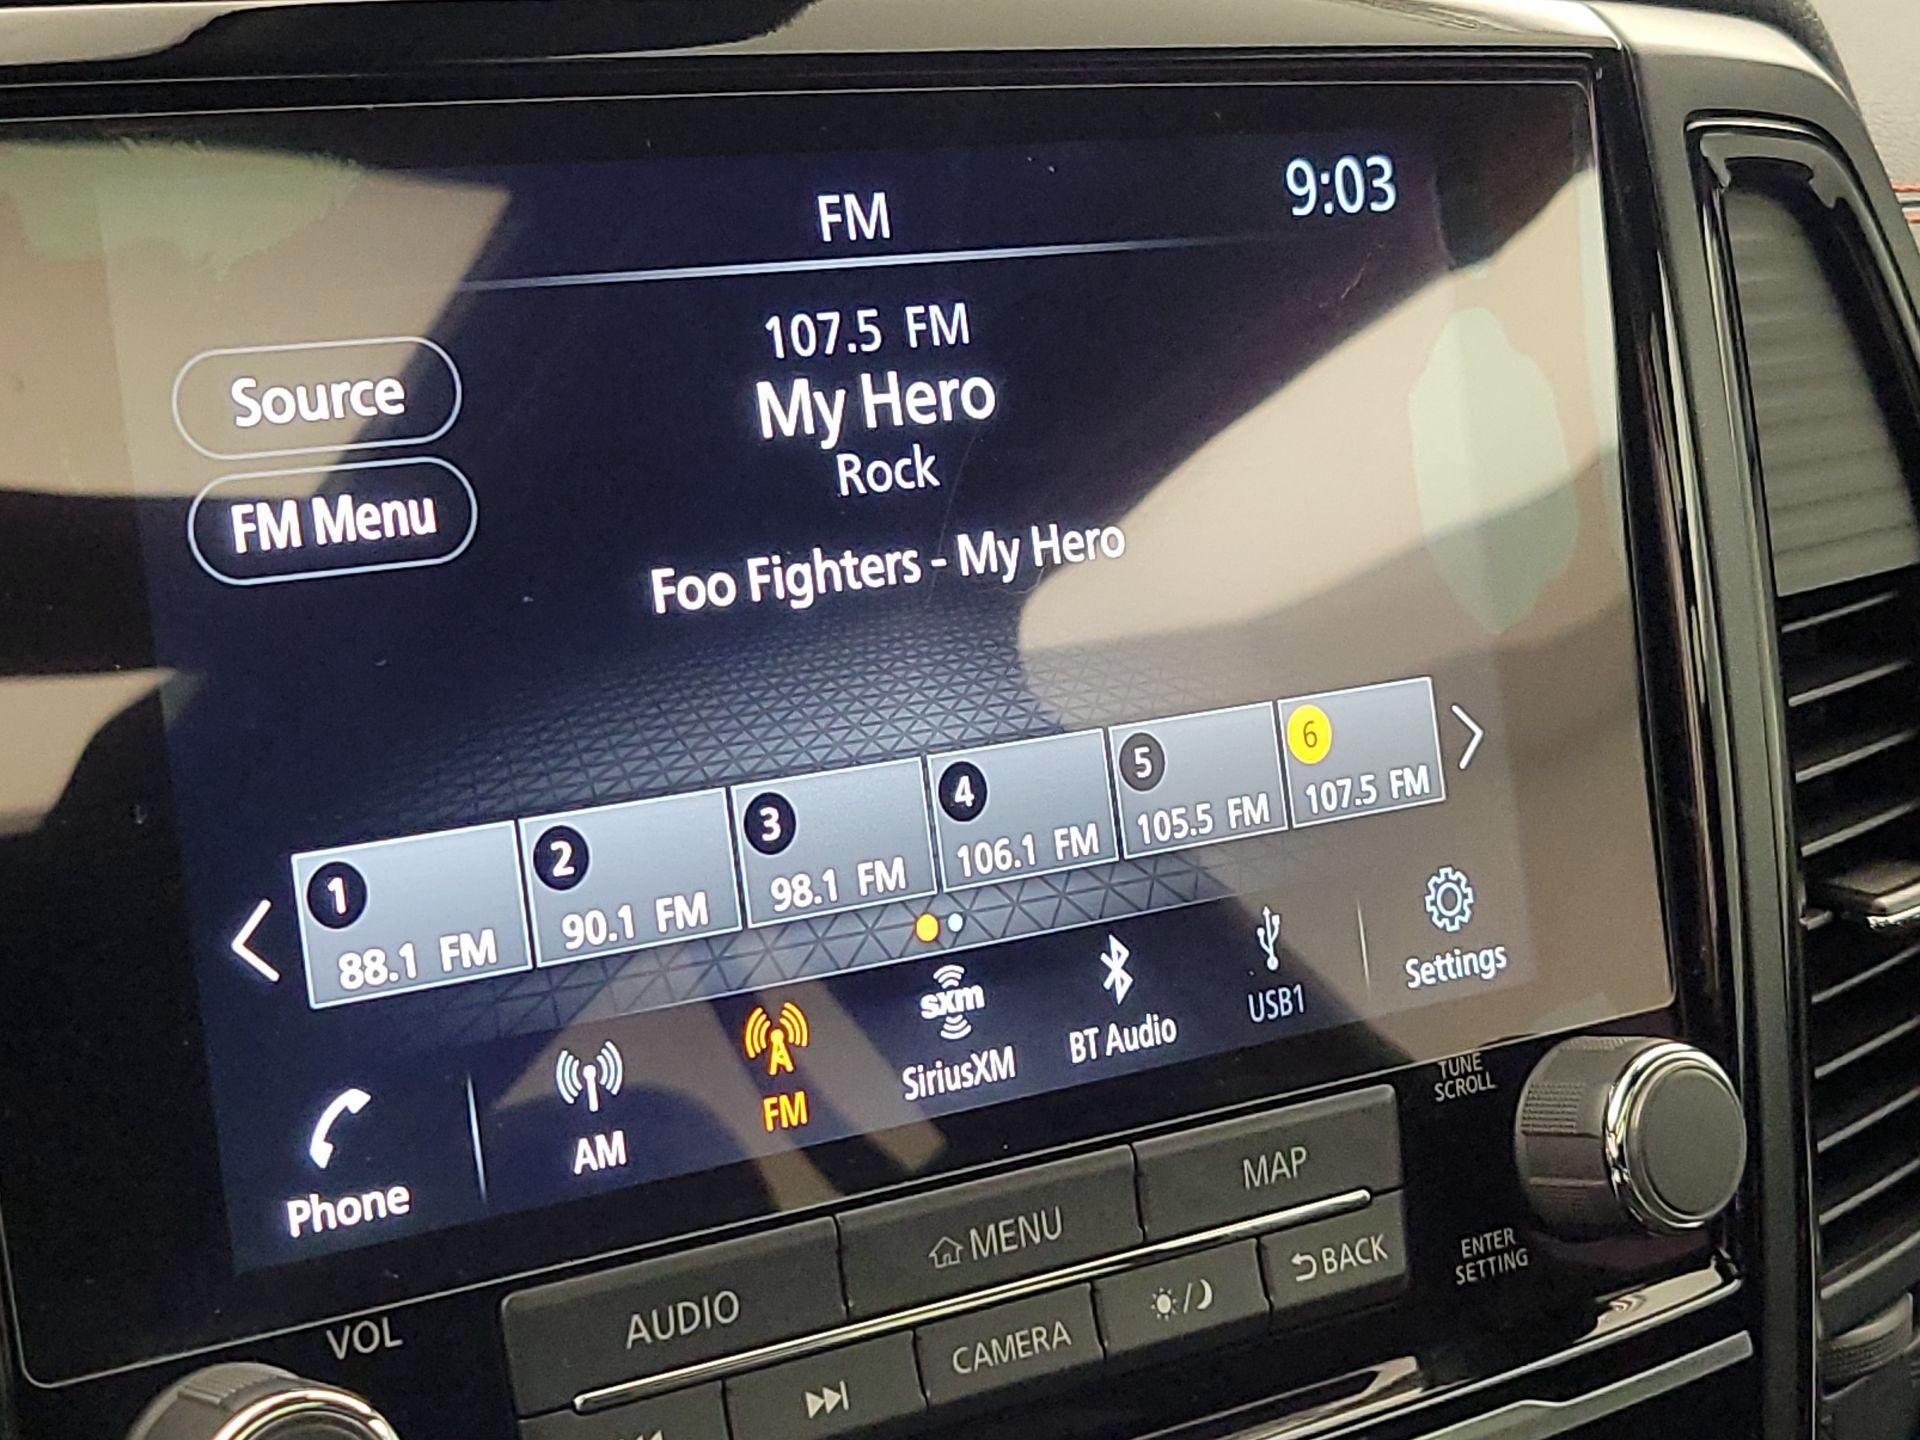 FM
9:03
107.5 FM
My Hero
Rock
Foo Fighters - My Hero
Source
FM Menu
1
88.1 FM
2
90.1 FM
3
98.1 FM
4
106.1 FM
5
105.5 FM
6
107.5 FM
Phone
AM
FM
sxm
SiriusXM
BT Audio
USB1
Settings
TUNE
SCROLL
ENTER
SETTING
VOL
AUDIO
MENU
MAP
CAMERA
BACK